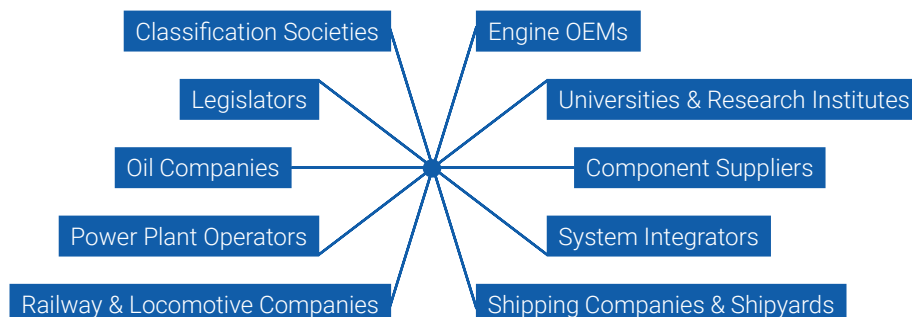 Classification Societies
Engine OEMs
Legislators
Universities & Research Institutes
Oil Companies
Component Suppliers
Power Plant Operators
System Integrators
Railway & Locomotive Companies
Shipping Companies & Shipyards